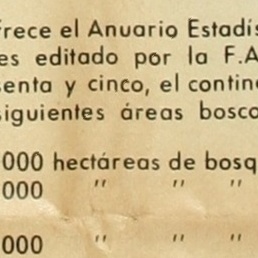 frece el Anuario Estadís
es editado por la F.A
senta y cinco, el contine
siguientes áreas bosco
000 hectáreas de bosq
000 " " "
000 " " "